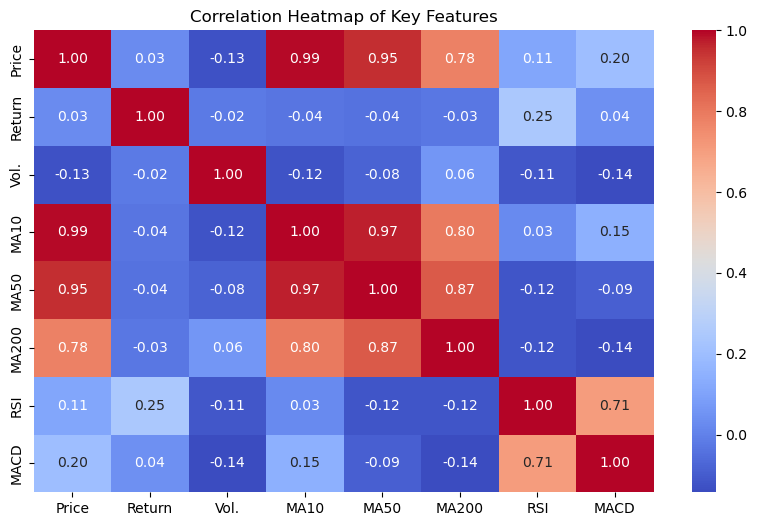 Correlation Heatmap of Key Features
Price 1.00 0.03 -0.13 0.99 0.95 0.78 0.11 0.20
Return 0.03 1.00 -0.02 -0.04 -0.04 -0.03 0.25 0.04
Vol. -0.13 -0.02 1.00 -0.12 -0.08 0.06 -0.11 -0.14
MA10 0.99 -0.04 -0.12 1.00 0.97 0.80 0.03 0.15
MA50 0.95 -0.04 -0.08 0.97 1.00 0.87 -0.12 -0.09
MA200 0.78 -0.03 0.06 0.80 0.87 1.00 -0.12 -0.14
RSI 0.11 0.25 -0.11 0.03 -0.12 -0.12 1.00 0.71
MACD 0.20 0.04 -0.14 0.15 -0.09 -0.14 0.71 1.00
Price Return Vol. MA10 MA50 MA200 RSI MACD
1.0
0.8
0.6
0.4
0.2
0.0